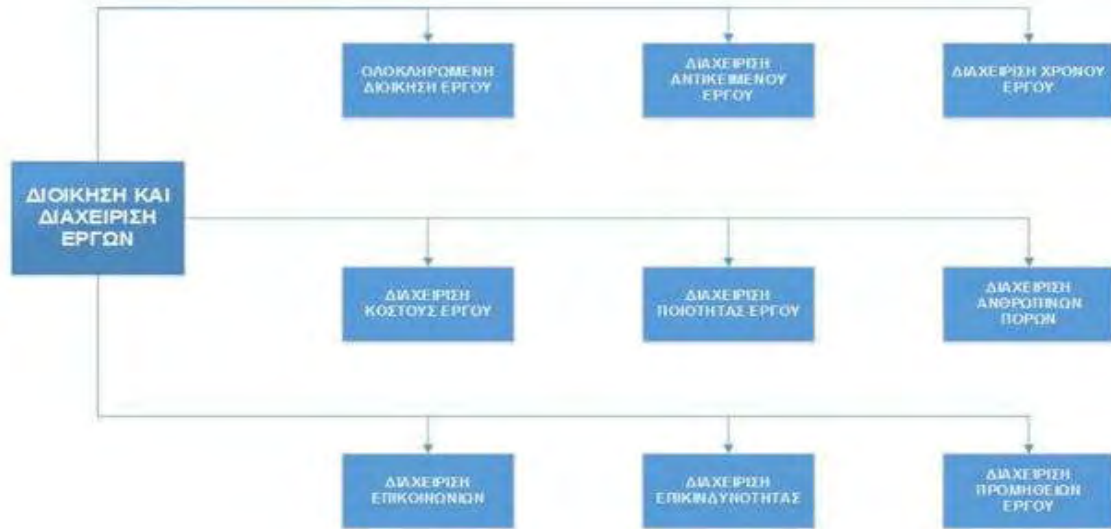 ΟΛΟΚΛΗΡΩΜΕΝΗ
ΔΙΟΙΚΗΣΗ ΕΡΓΟΥ
ΔΙΑΧΕΙΡΙΣΗ
ΑΝΤΙΚΕΙΜΕΝΟΥ
ΕΡΓΟΥ
ΔΙΑΧΕΙΡΙΣΗ ΧΡΟΝΟΥ
ΕΡΓΟΥ
ΔΙΟΙΚΗΣΗ ΚΑΙ
ΔΙΑΧΕΙΡΙΣΗ
ΕΡΓΩΝ
ΔΙΑΧΕΙΡΙΣΗ
ΚΟΣΤΟΥΣ ΕΡΓΟΥ
ΔΙΑΧΕΙΡΙΣΗ
ΠΟΙΟΤΗΤΑΣ ΕΡΓΟΥ
ΔΙΑΧΕΙΡΙΣΗ
ΑΝΘΡΩΠΙΝΩΝ
ΠΟΡΩΝ
ΔΙΑΧΕΙΡΙΣΗ
ΕΠΙΚΟΙΝΩΝΙΩΝ
ΔΙΑΧΕΙΡΙΣΗ
ΕΠΙΚΙΝΔΥΝΟΤΗΤΑΣ
ΔΙΑΧΕΙΡΙΣΗ
ΠΡΟΜΗΘΕΙΩΝ
ΕΡΓΟΥ